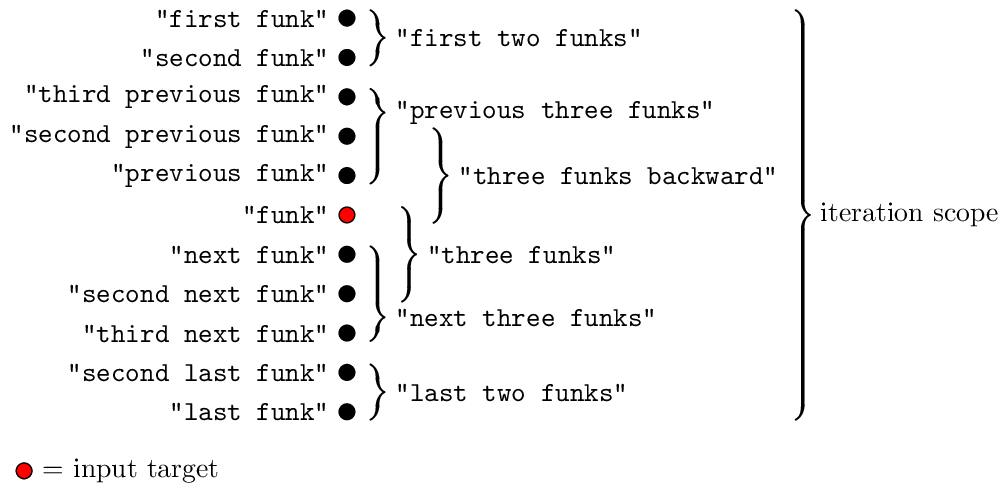 "first funk"
"first two funks"
"second funk"
"third previous funk"
"previous three funks"
"second previous funk"
"previous funk"
"three funks backward"
"funk"
iteration scope
"next funk"
"three funks"
"second next funk"
"next three funks"
"third next funk"
"second last funk"
"last two funks"
"last funk"
= input target